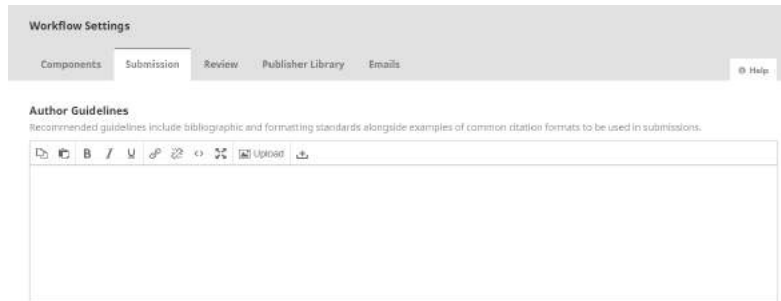 Workflow Settings
Components Submission Review Publisher Library Emails
Help
Author Guidelines
Recommended guidelines include bibliographic and formatting standards alongside examples of common citation formats to be used in submissions.
B I U Upload